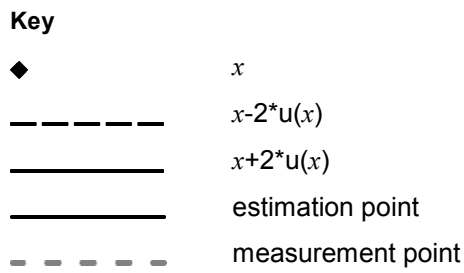 Key
x
x-2*u(x)
x+2*u(x)
estimation point
measurement point